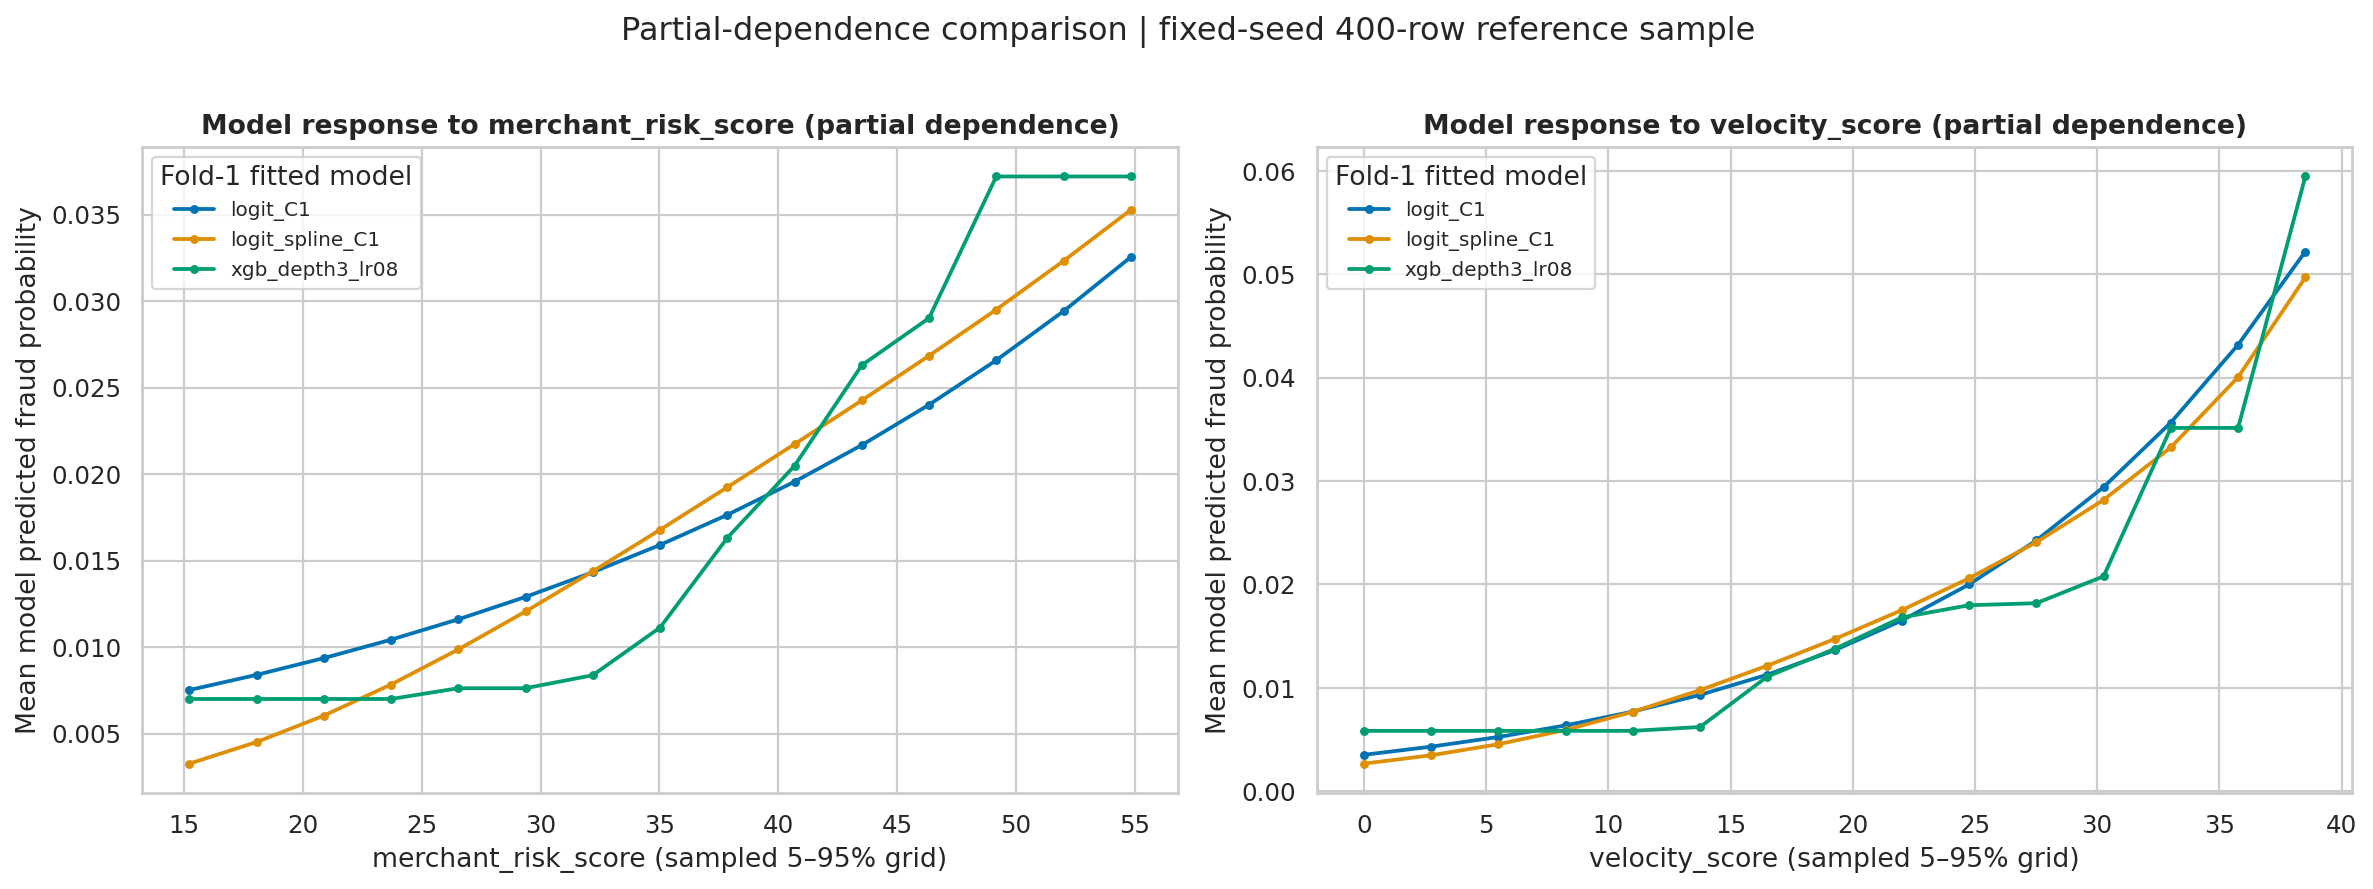 Partial-dependence comparison | fixed-seed 400-row reference sample
Model response to merchant_risk_score (partial dependence)
Fold-1 fitted model
logit_C1
logit_spline_C1
xgb_depth3_lr08
Mean model predicted fraud probability
0.035
0.030
0.025
0.020
0.015
0.010
0.005
15 20 25 30 35 40 45 50 55
merchant_risk_score (sampled 5–95% grid)
Model response to velocity_score (partial dependence)
Fold-1 fitted model
logit_C1
logit_spline_C1
xgb_depth3_lr08
Mean model predicted fraud probability
0.06
0.05
0.04
0.03
0.02
0.01
0.00
0 5 10 15 20 25 30 35 40
velocity_score (sampled 5–95% grid)